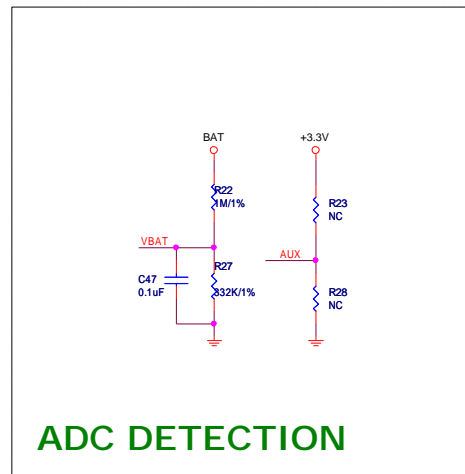 BAT
+3.3V
R22
1M/1%
R23
NC
VBAT
AUX
R27
332K/1%
C47
0.1uF
R28
NC
ADC DETECTION